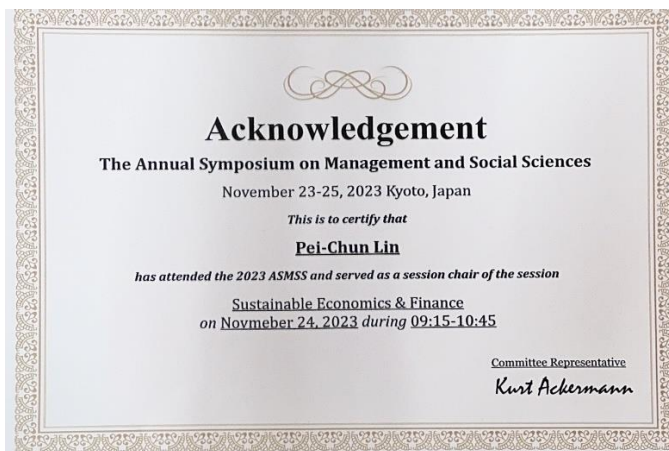 Acknowledgement
The Annual Symposium on Management and Social Sciences
November 23-25, 2023 Kyoto, Japan
This is to certify that
Pei-Chun Lin
has attended the 2023 ASMSS and served as a session chair of the session
Sustainable Economics & Finance
on Novmeber 24, 2023 during 09:15-10:45
Committee Representative
Kurt Ackermann